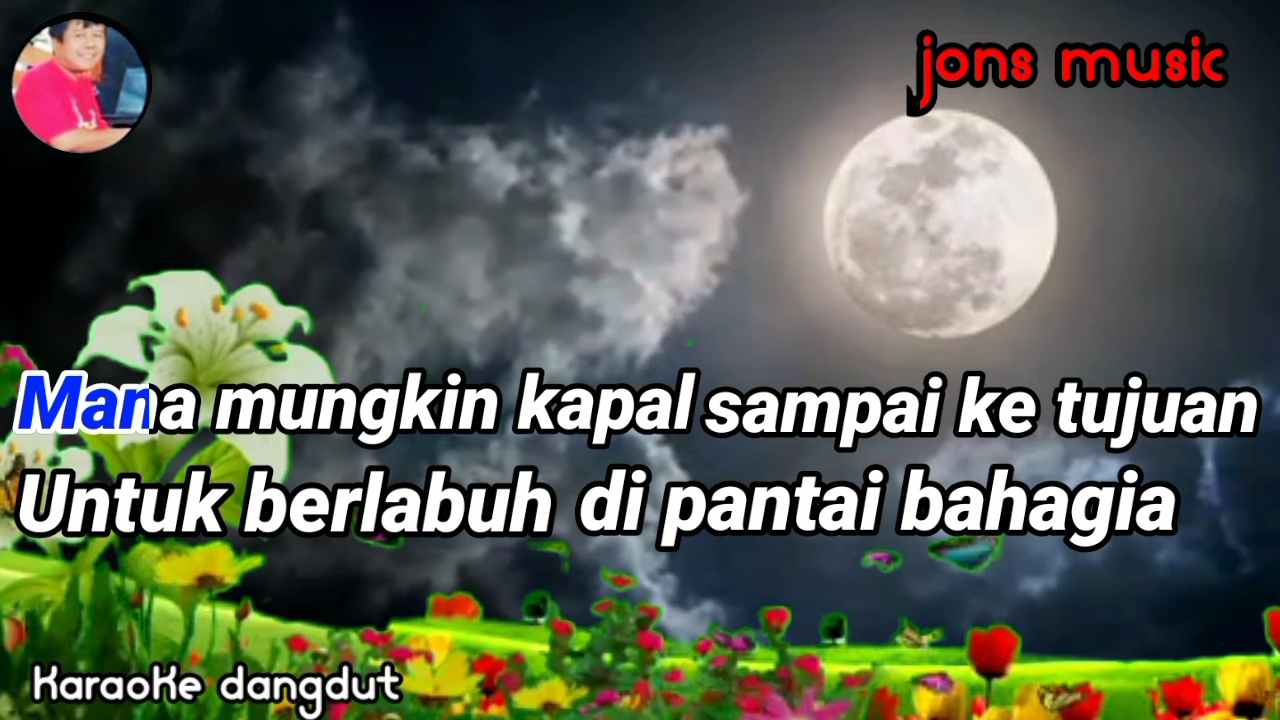 jons music
Mana mungkin kapal sampai ke tujuan
Untuk berlabuh di pantai bahagia
KaraoKe dangdut